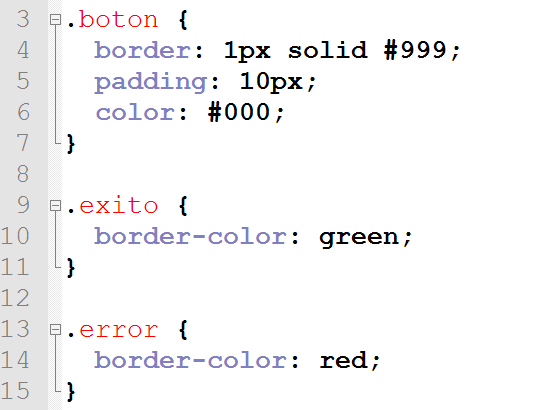 3 .boton {
4 border: 1px solid #999;
5 padding: 10px;
6 color: #000;
7 }
8
9 .exito {
10 border-color: green;
11 }
12
13 .error {
14 border-color: red;
15 }